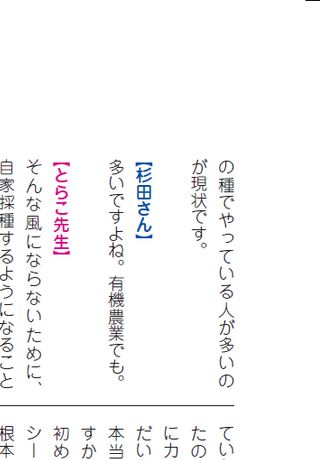 の種でやっている人が多いの
が現状です。
【杉田さん】
多いですよね。有機農業でも。
【とらこ先生】
そんな風にならないために、
自家採種するようになること
てい
たの
に力
だい
本当
すか
初め
シー
根本